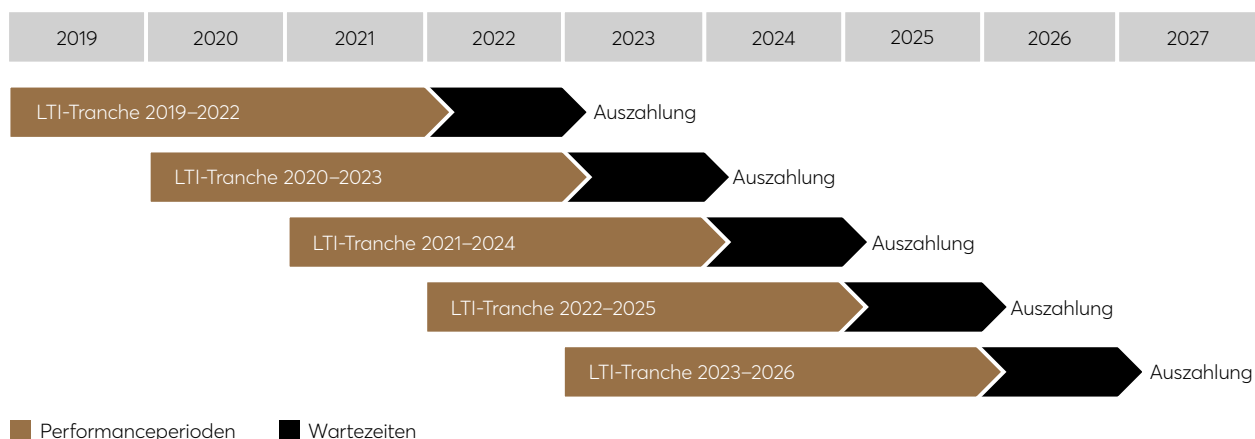 2019 2020 2021 2022 2023 2024 2025 2026 2027
LTI-Tranche 2019–2022 Auszahlung
LTI-Tranche 2020–2023 Auszahlung
LTI-Tranche 2021–2024 Auszahlung
LTI-Tranche 2022–2025 Auszahlung
LTI-Tranche 2023–2026 Auszahlung
Performanceperioden Wartezeiten